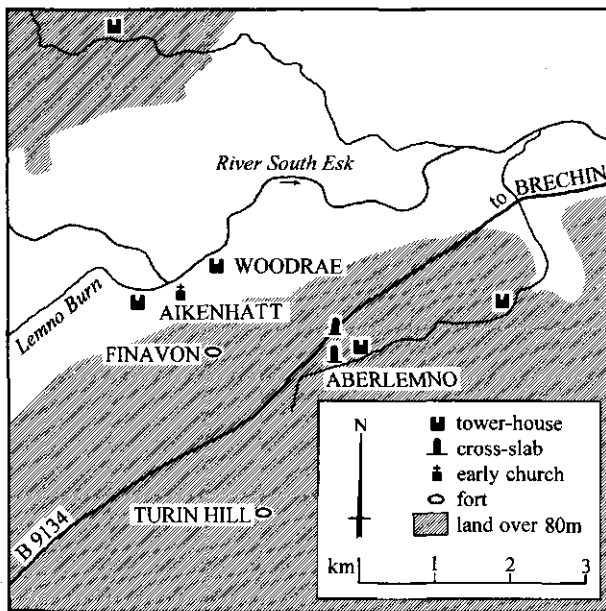 River South Esk
to BRECHIN
WOODRAE
Lemno Burn
AIKENHATT
FINAVON
ABERLEMNO
TURIN HILL
B 9134
N
tower-house
cross-slab
early church
fort
land over 80m
km 1 2 3